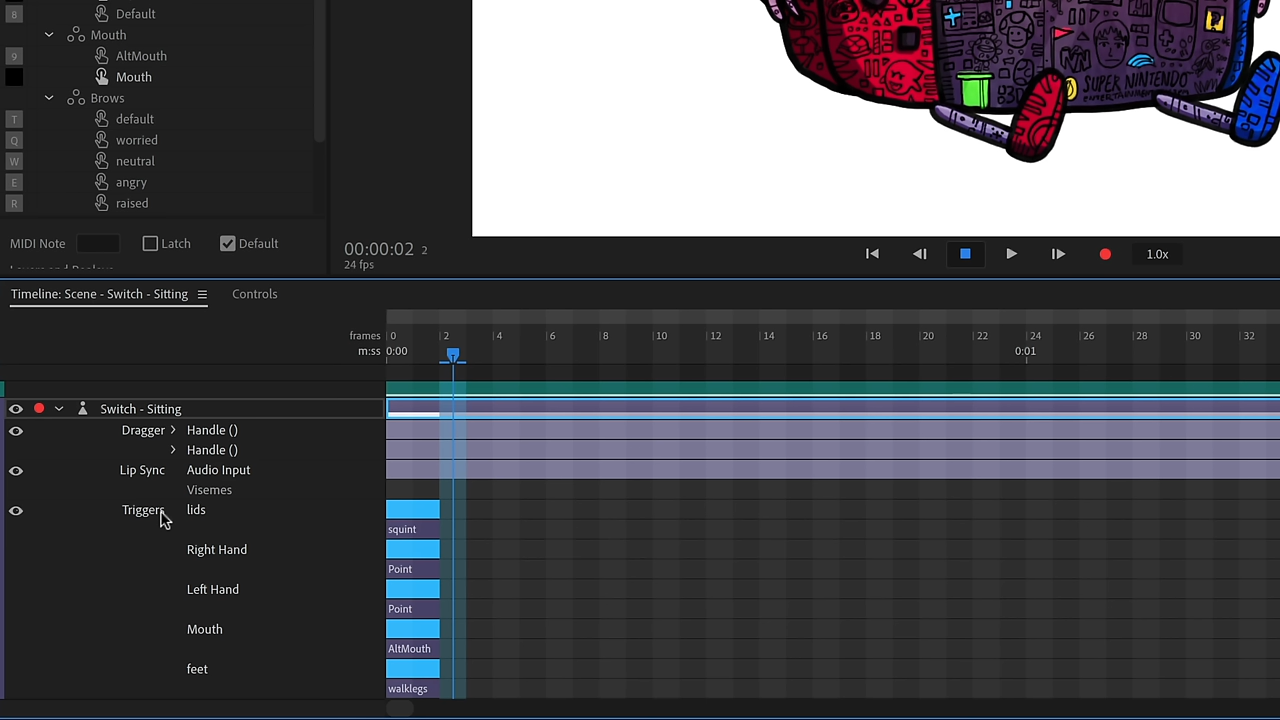 8 Default
Mouth
9 AltMouth
Mouth
Brows
T default
Q worried
W neutral
E angry
R raised
MIDI Note Latch Default
SUPER NINTENDO
00:00:02 2
24 fps
1.0x
Timeline: Scene - Switch - Sitting Controls
frames 0 2 4 6 8 10 12 14 16 18 20 22 24 26 28 30 32
m:ss 0:00 0:01
Switch - Sitting
Dragger Handle ()
Handle ()
Lip Sync Audio Input
Visemes
Triggers lids
squint
Right Hand
Point
Left Hand
Point
Mouth
AltMouth
feet
walklegs